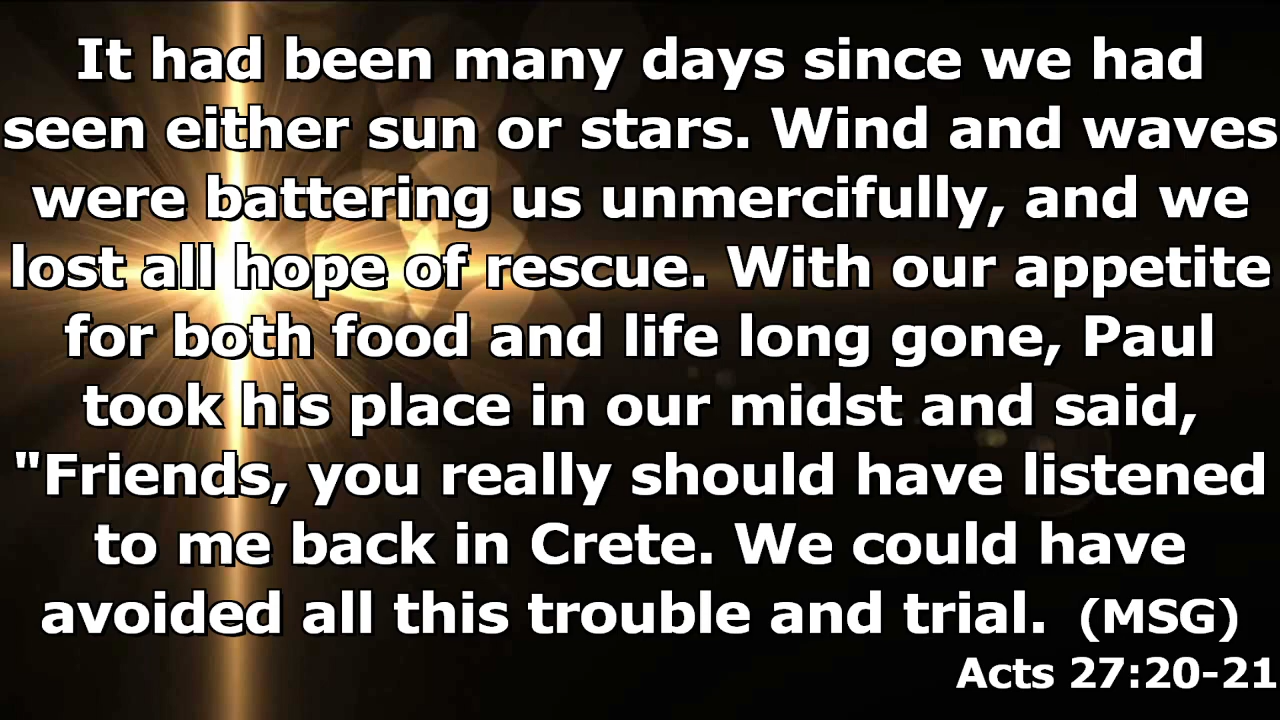 It had been many days since we had
seen either sun or stars. Wind and waves
were battering us unmercifully, and we
lost all hope of rescue. With our appetite
for both food and life long gone, Paul
took his place in our midst and said,
"Friends, you really should have listened
to me back in Crete. We could have
avoided all this trouble and trial. (MSG)
Acts 27:20-21